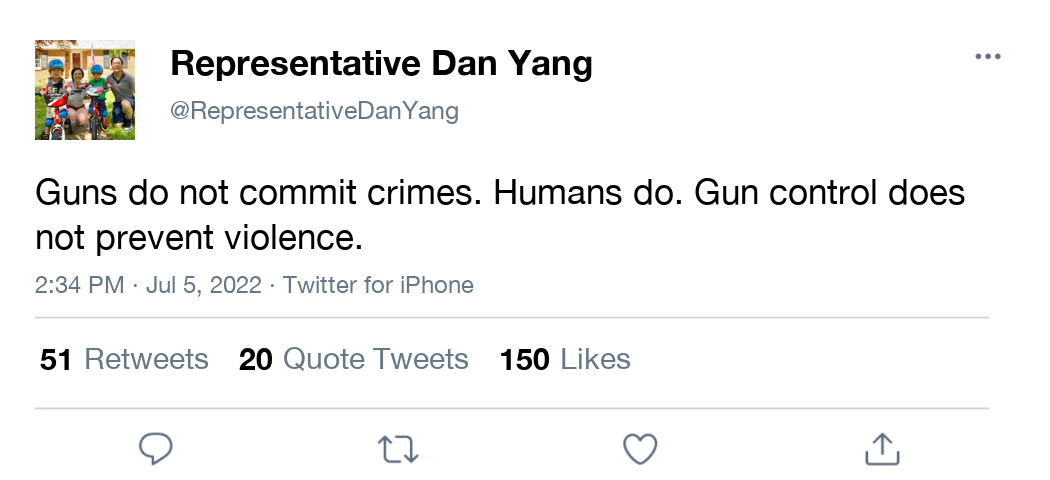 Representative Dan Yang
@RepresentativeDanYang
Guns do not commit crimes. Humans do. Gun control does
not prevent violence.
2:34 PM · Jul 5, 2022 · Twitter for iPhone
51 Retweets 20 Quote Tweets 150 Likes